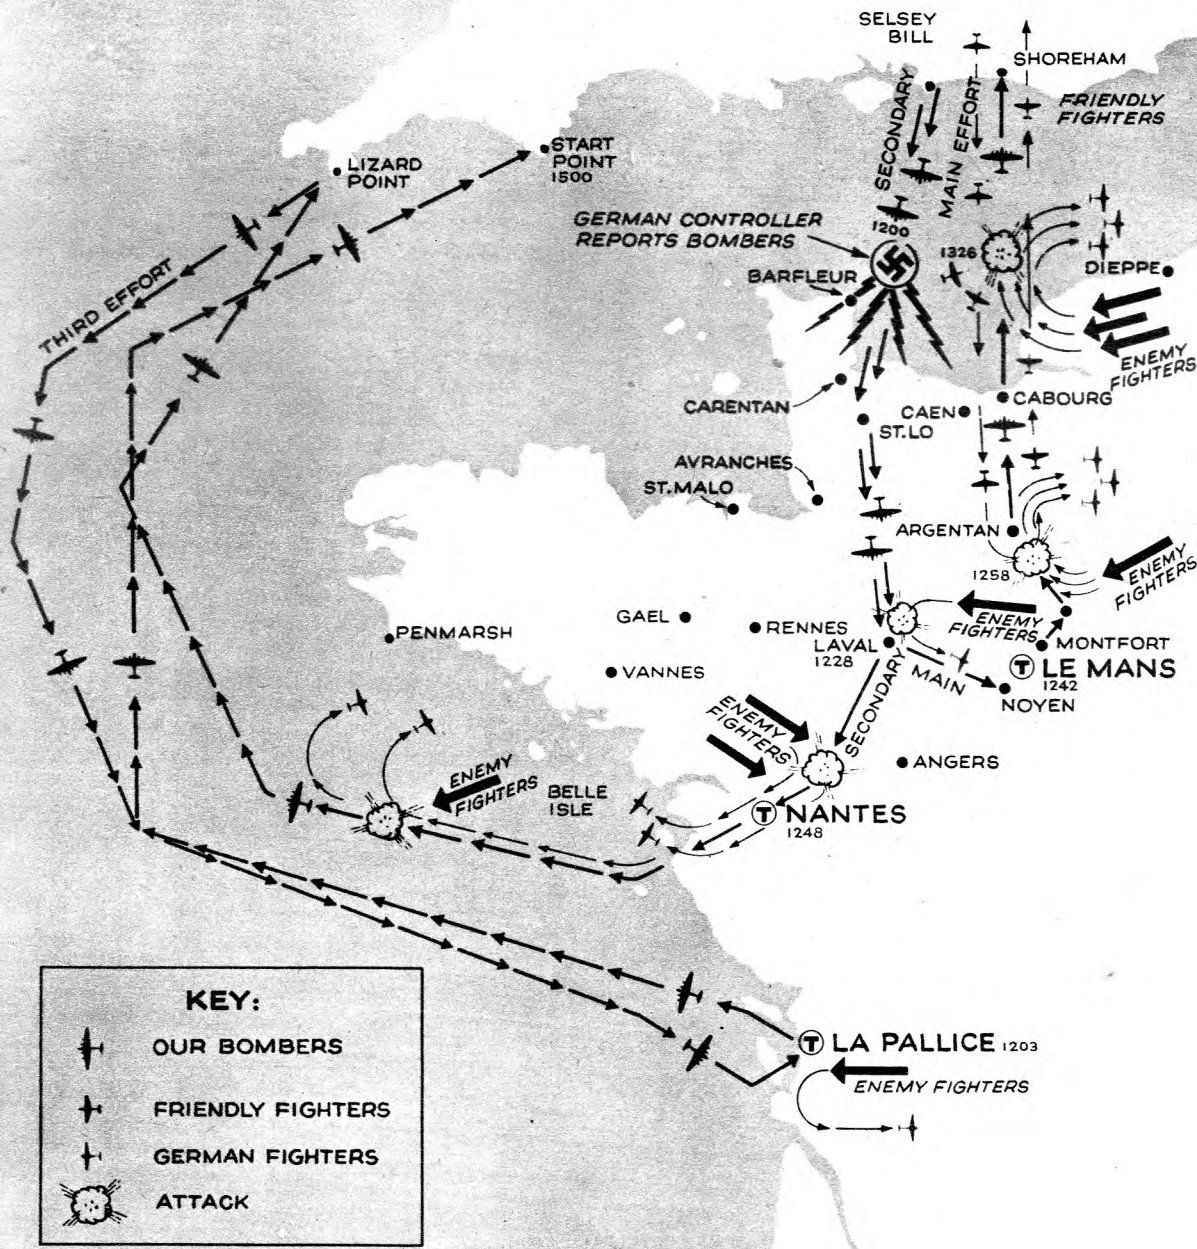 SELSEY
BILL
SHOREHAM
SECONDARY
MAIN EFFORT
FRIENDLY
FIGHTERS
LIZARD
POINT
START
POINT
1500
GERMAN CONTROLLER
REPORTS BOMBERS
1200
1326
BARFLEUR
DIEPPE
THIRD EFFORT
ENEMY
FIGHTERS
CARENTAN
CAEN
CABOURG
ST.LO
AVRANCHES
ST.MALO
ARGENTAN
1258
ENEMY
FIGHTERS
GAEL
RENNES
ENEMY
FIGHTERS
PENMARSH
LAVAL
1228
MONTFORT
VANNES
T LE MANS
1242
MAIN
NOYEN
SECONDARY
ENEMY
FIGHTERS
ANGERS
ENEMY
FIGHTERS
BELLE
ISLE
T NANTES
1248
KEY:
OUR BOMBERS
FRIENDLY FIGHTERS
GERMAN FIGHTERS
ATTACK
T LA PALLICE 1203
ENEMY FIGHTERS